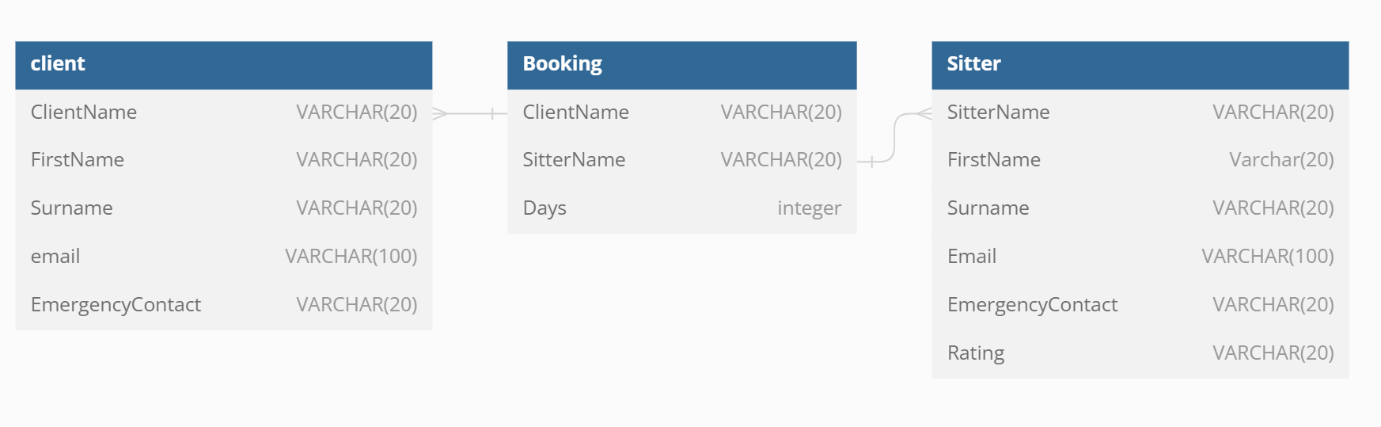 client
ClientName VARCHAR(20)
FirstName VARCHAR(20)
Surname VARCHAR(20)
email VARCHAR(100)
EmergencyContact VARCHAR(20)
Booking
ClientName VARCHAR(20)
SitterName VARCHAR(20)
Days integer
Sitter
SitterName VARCHAR(20)
FirstName Varchar(20)
Surname VARCHAR(20)
Email VARCHAR(100)
EmergencyContact VARCHAR(20)
Rating VARCHAR(20)